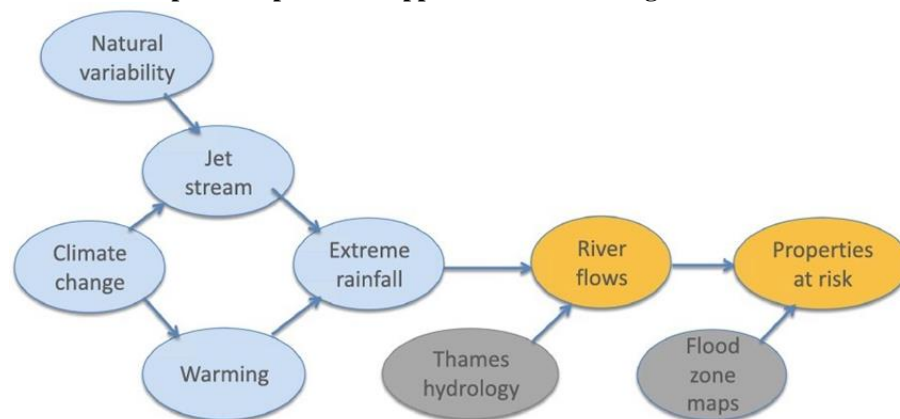 Natural
variability
Jet
stream
Climate
change
Extreme
rainfall
River
flows
Properties
at risk
Warming
Thames
hydrology
Flood
zone
maps